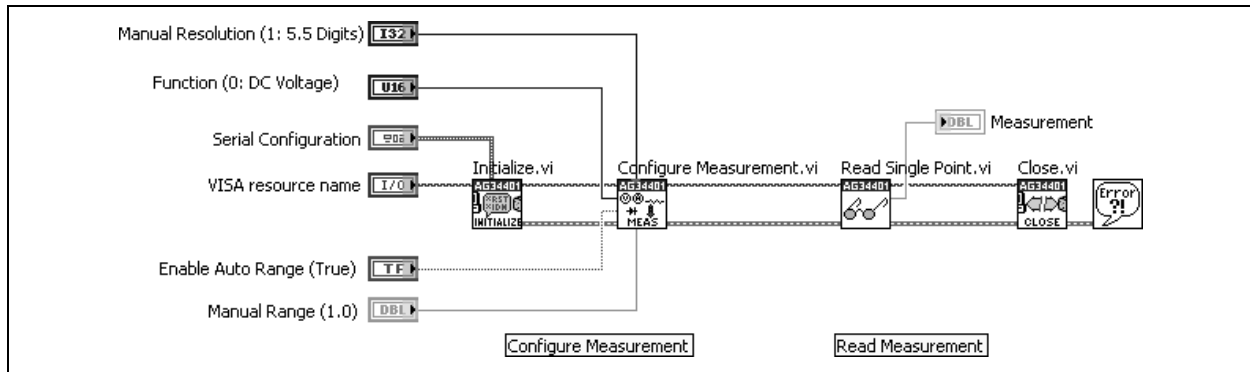 Manual Resolution (1: 5.5 Digits) I32
Function (0: DC Voltage) U16
Serial Configuration
VISA resource name I/O
Enable Auto Range (True) TF
Manual Range (1.0) DBL
Initialize.vi
AG34401
*RST
*IDN
INITIALIZE
Configure Measurement.vi
AG34401
V A
MEAS
Read Single Point.vi
AG34401
DBL Measurement
Close.vi
AG34401
CLOSE
Error
?!
Configure Measurement
Read Measurement